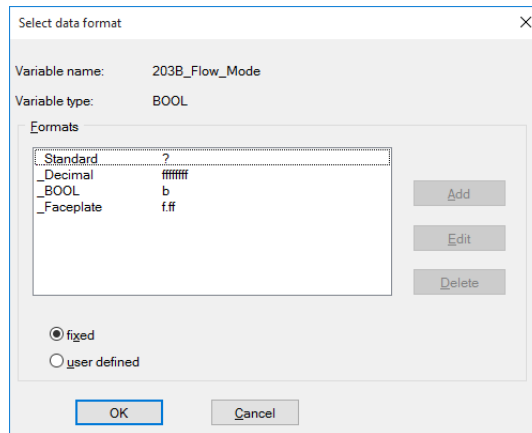 Select data format
Variable name: 203B_Flow_Mode
Variable type: BOOL
Formats
_Standard ?
_Decimal ffffffff
_BOOL b
_Faceplate f.ff
Add
Edit
Delete
fixed
user defined
OK Cancel